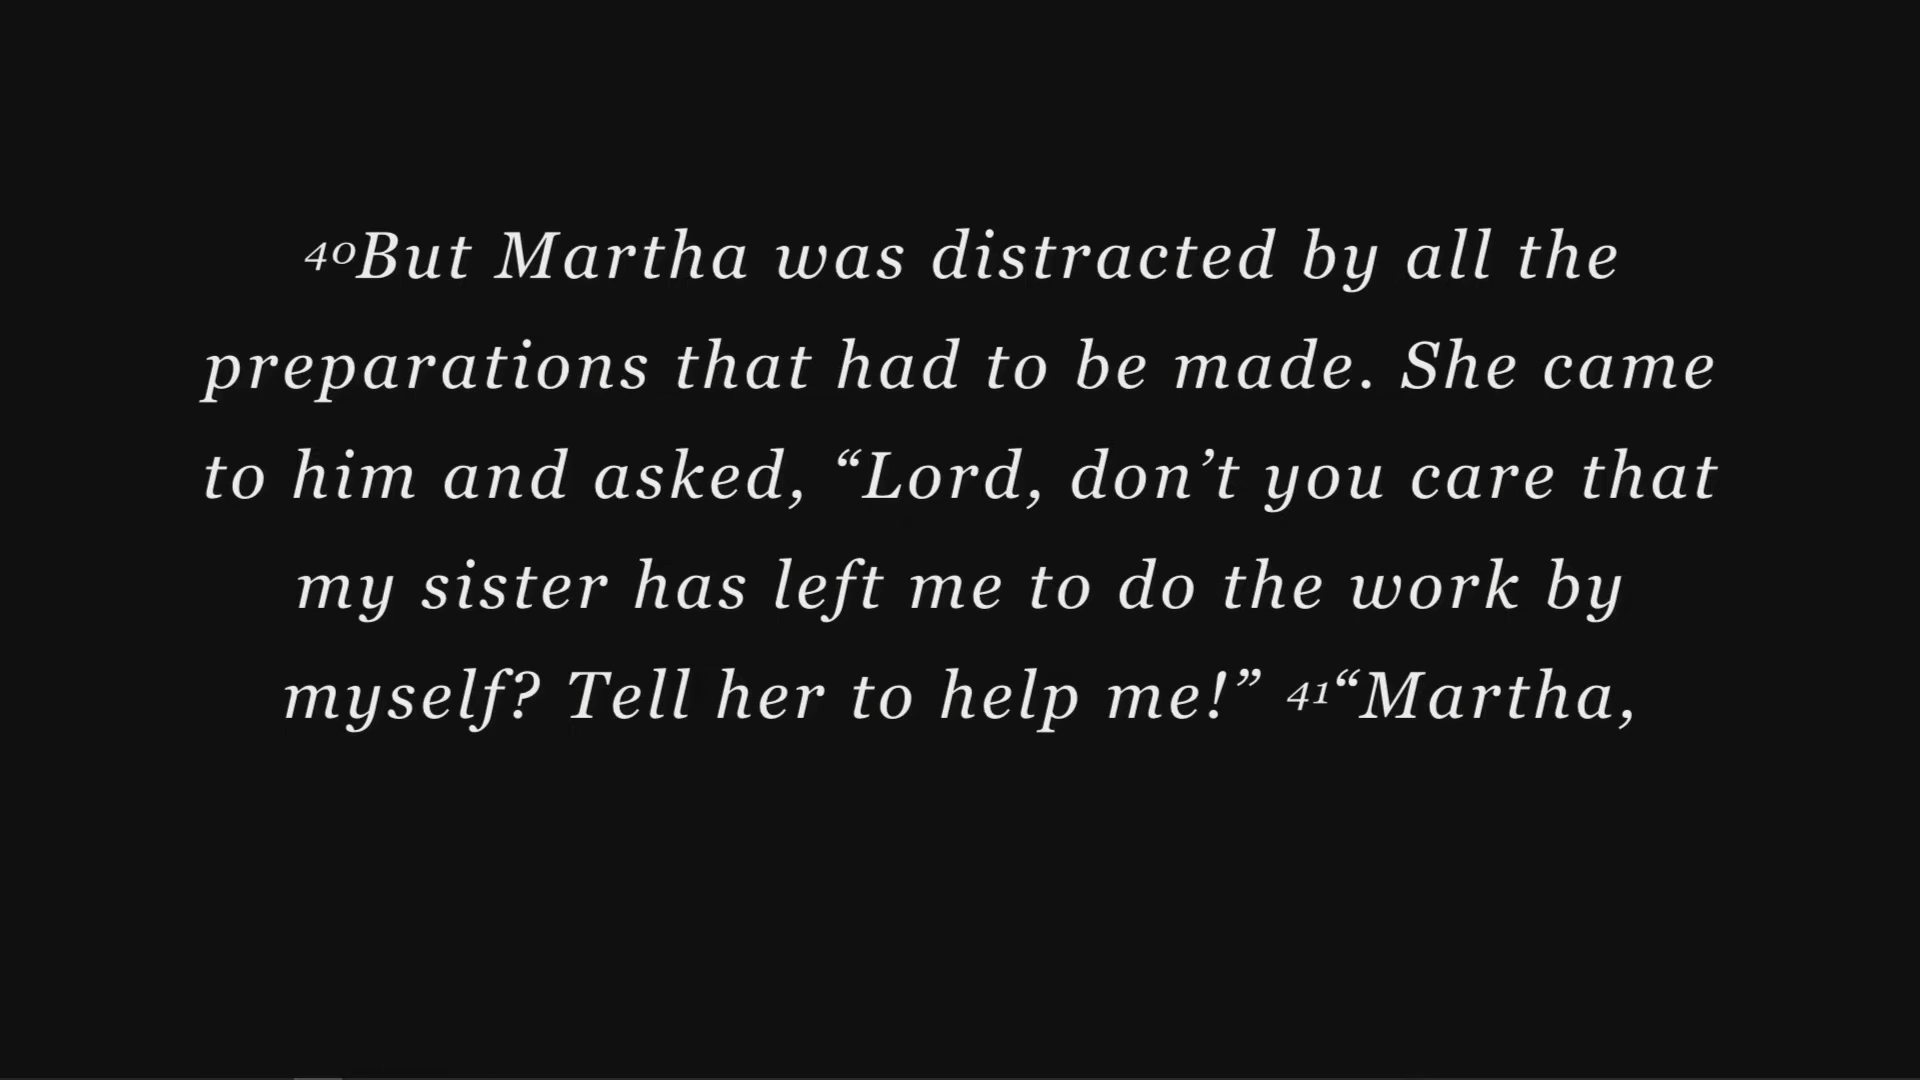 40But Martha was distracted by all the
preparations that had to be made. She came
to him and asked, “Lord, don’t you care that
my sister has left me to do the work by
myself? Tell her to help me!” 41“Martha,